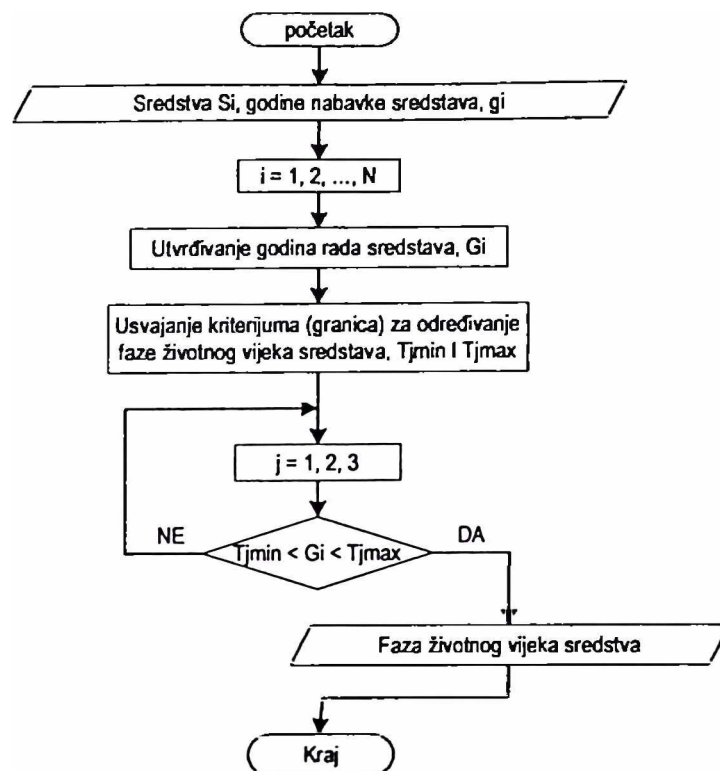 početak
Sredstva Si, godine nabavke sredstava, gi
i = 1, 2, ..., N
Utvrđivanje godina rada sredstava, Gi
Usvajanje kriterijuma (granica) za određivanje
faze životnog vijeka sredstava, Tjmin I Tjmax
j = 1, 2, 3
NE
Tjmin < Gi < Tjmax
DA
Faza životnog vijeka sredstva
Kraj